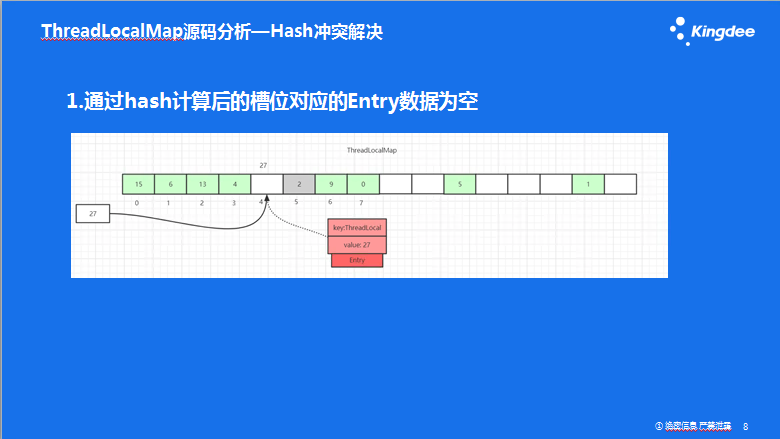 ThreadLocalMap源码分析—Hash冲突解决
Kingdee
1.通过hash计算后的槽位对应的Entry数据为空
ThreadLocalMap
27
15 6 13 4 2 9 0 5 1
0 1 2 3 4 5 6 7
27
key:ThreadLocal
value: 27
Entry
严禁泄露 8